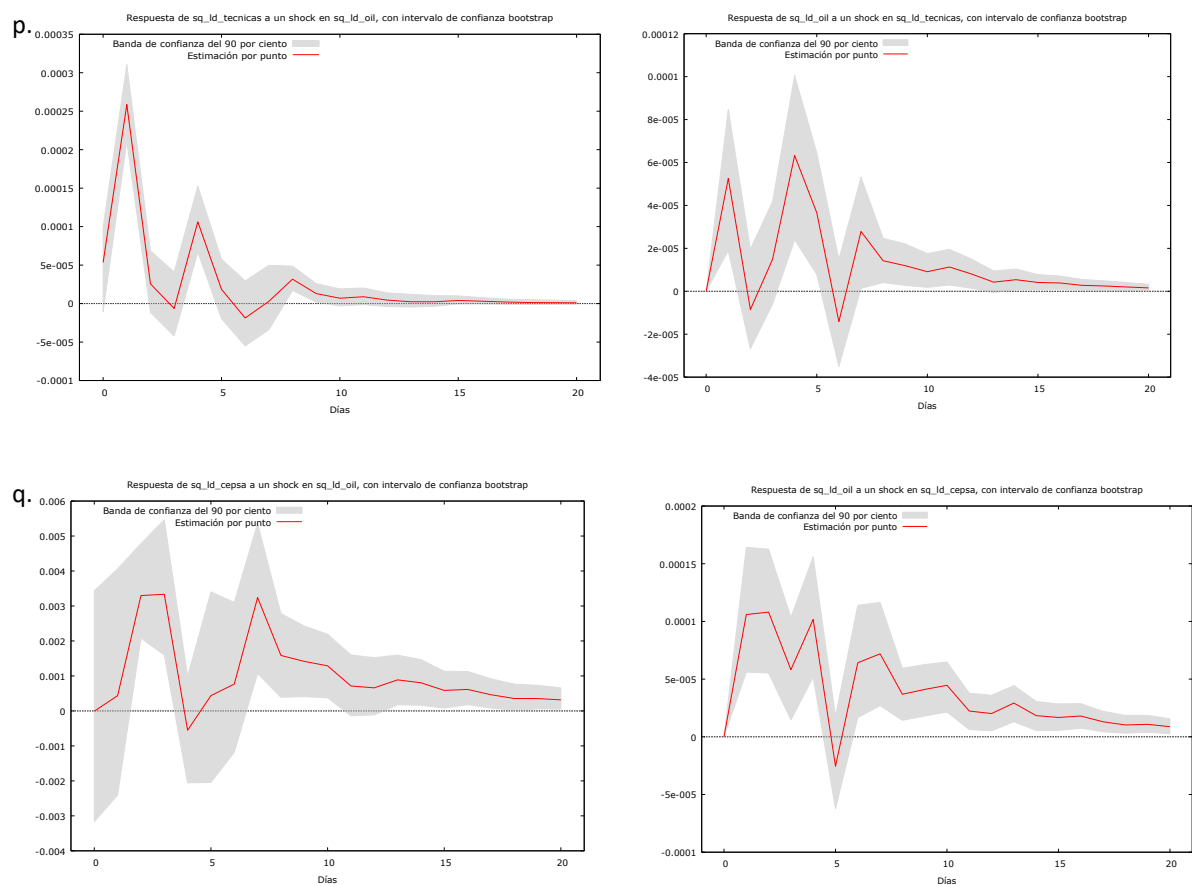 p.
Respuesta de sq_ld_tecnicas a un shock en sq_ld_oil, con intervalo de confianza bootstrap
Banda de confianza del 90 por ciento
Estimación por punto
0.00035
0.0003
0.00025
0.0002
0.00015
0.0001
5e-005
0
-5e-005
-0.0001
0
5
10
15
20
Días
Respuesta de sq_ld_oil a un shock en sq_ld_tecnicas, con intervalo de confianza bootstrap
Banda de confianza del 90 por ciento
Estimación por punto
0.00012
0.0001
8e-005
6e-005
4e-005
2e-005
0
-2e-005
-4e-005
0
5
10
15
20
Días
q.
Respuesta de sq_ld_cepsa a un shock en sq_ld_oil, con intervalo de confianza bootstrap
Banda de confianza del 90 por ciento
Estimación por punto
0.006
0.005
0.004
0.003
0.002
0.001
0
-0.001
-0.002
-0.003
-0.004
0
5
10
15
20
Días
Respuesta de sq_ld_oil a un shock en sq_ld_cepsa, con intervalo de confianza bootstrap
Banda de confianza del 90 por ciento
Estimación por punto
0.0002
0.00015
0.0001
5e-005
0
-5e-005
-0.0001
0
5
10
15
20
Días